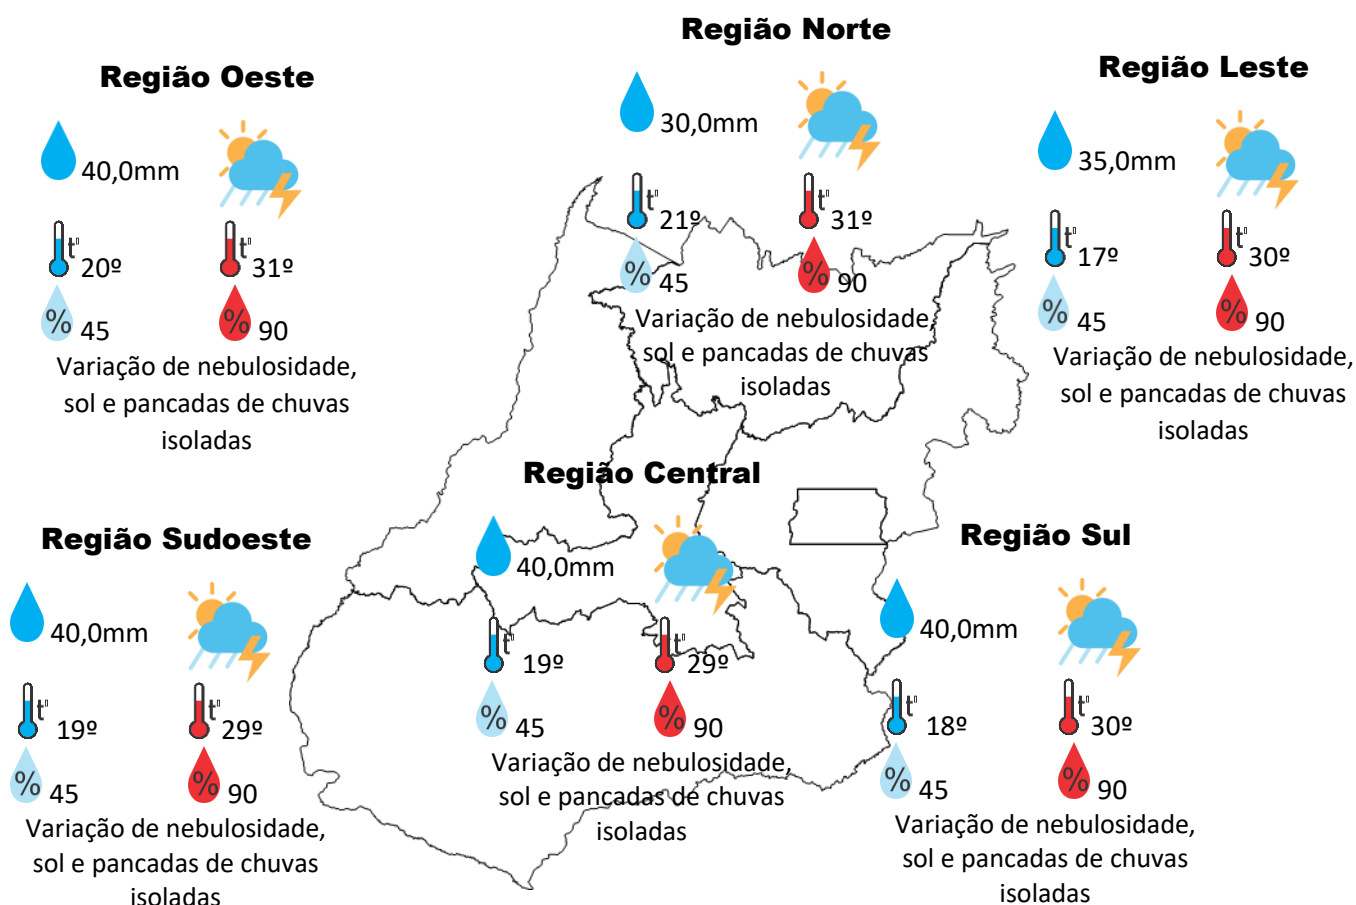 Região Norte
30,0mm
t°
21º
t°
31º
%
45
%
90
Variação de nebulosidade,
sol e pancadas de chuvas
isoladas
Região Oeste
40,0mm
t°
20º
t°
31º
%
45
%
90
Variação de nebulosidade,
sol e pancadas de chuvas
isoladas
Região Leste
35,0mm
t°
17º
t°
30º
%
45
%
90
Variação de nebulosidade,
sol e pancadas de chuvas
isoladas
Região Central
40,0mm
t°
19º
t°
29º
%
45
%
90
Variação de nebulosidade,
sol e pancadas de chuvas
isoladas
Região Sudoeste
40,0mm
t°
19º
t°
29º
%
45
%
90
Variação de nebulosidade,
sol e pancadas de chuvas
isoladas
Região Sul
40,0mm
t°
18º
t°
30º
%
45
%
90
Variação de nebulosidade,
sol e pancadas de chuvas
isoladas